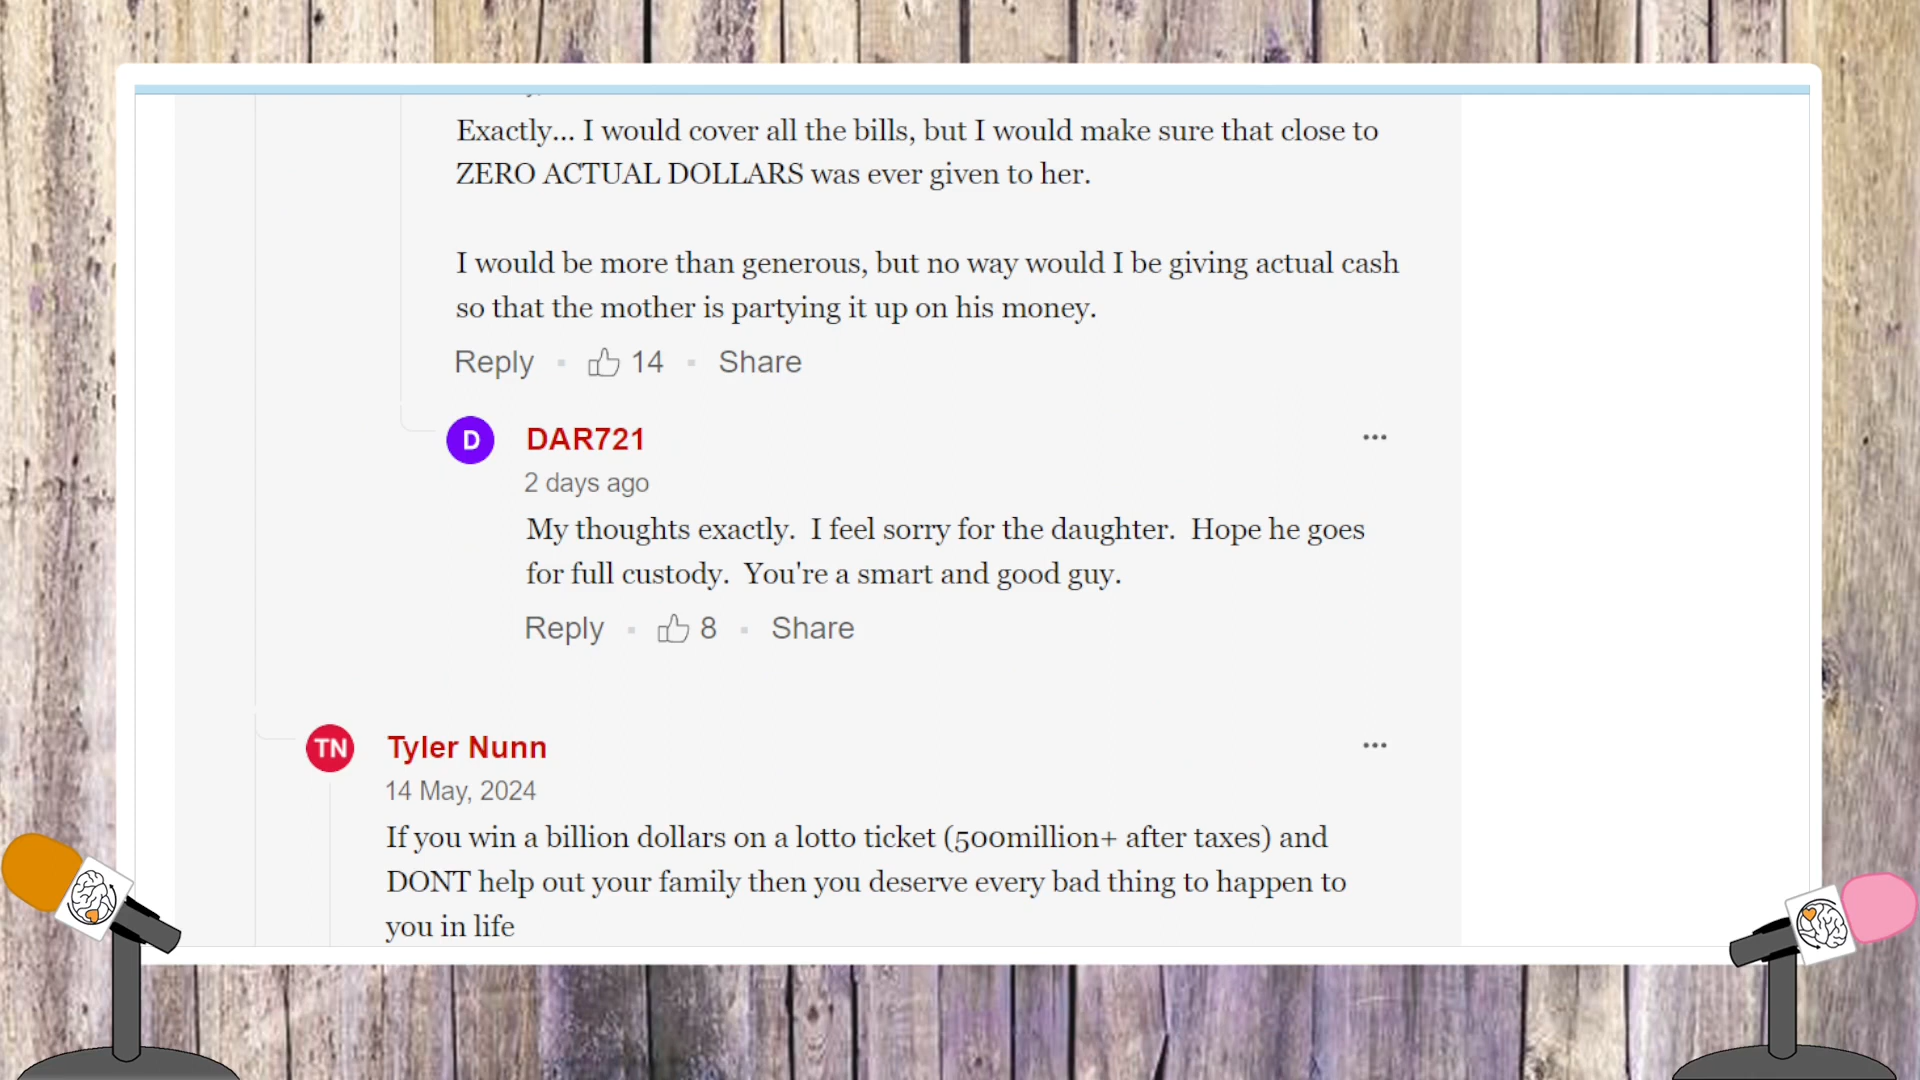 Exactly... I would cover all the bills, but I would make sure that close to
ZERO ACTUAL DOLLARS was ever given to her.
I would be more than generous, but no way would I be giving actual cash
so that the mother is partying it up on his money.
Reply 14 Share
D DAR721
2 days ago
My thoughts exactly.  I feel sorry for the daughter.  Hope he goes
for full custody.  You're a smart and good guy.
Reply 8 Share
TN Tyler Nunn
14 May, 2024
If you win a billion dollars on a lotto ticket (500million+ after taxes) and
DONT help out your family then you deserve every bad thing to happen to
you in life